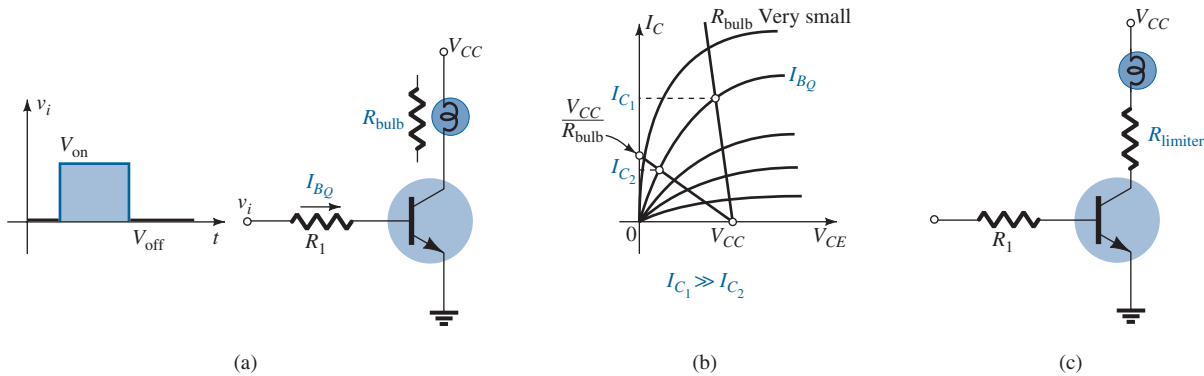 V_CC
v_i
R_bulb
V_on
I_BQ
v_i
R_1
V_off
t
(a)
I_C
R_bulb Very small
I_BQ
I_C1
V_CC
R_bulb
I_C2
0
V_CC
V_CE
I_C1 ≫ I_C2
(b)
V_CC
R_limiter
R_1
(c)